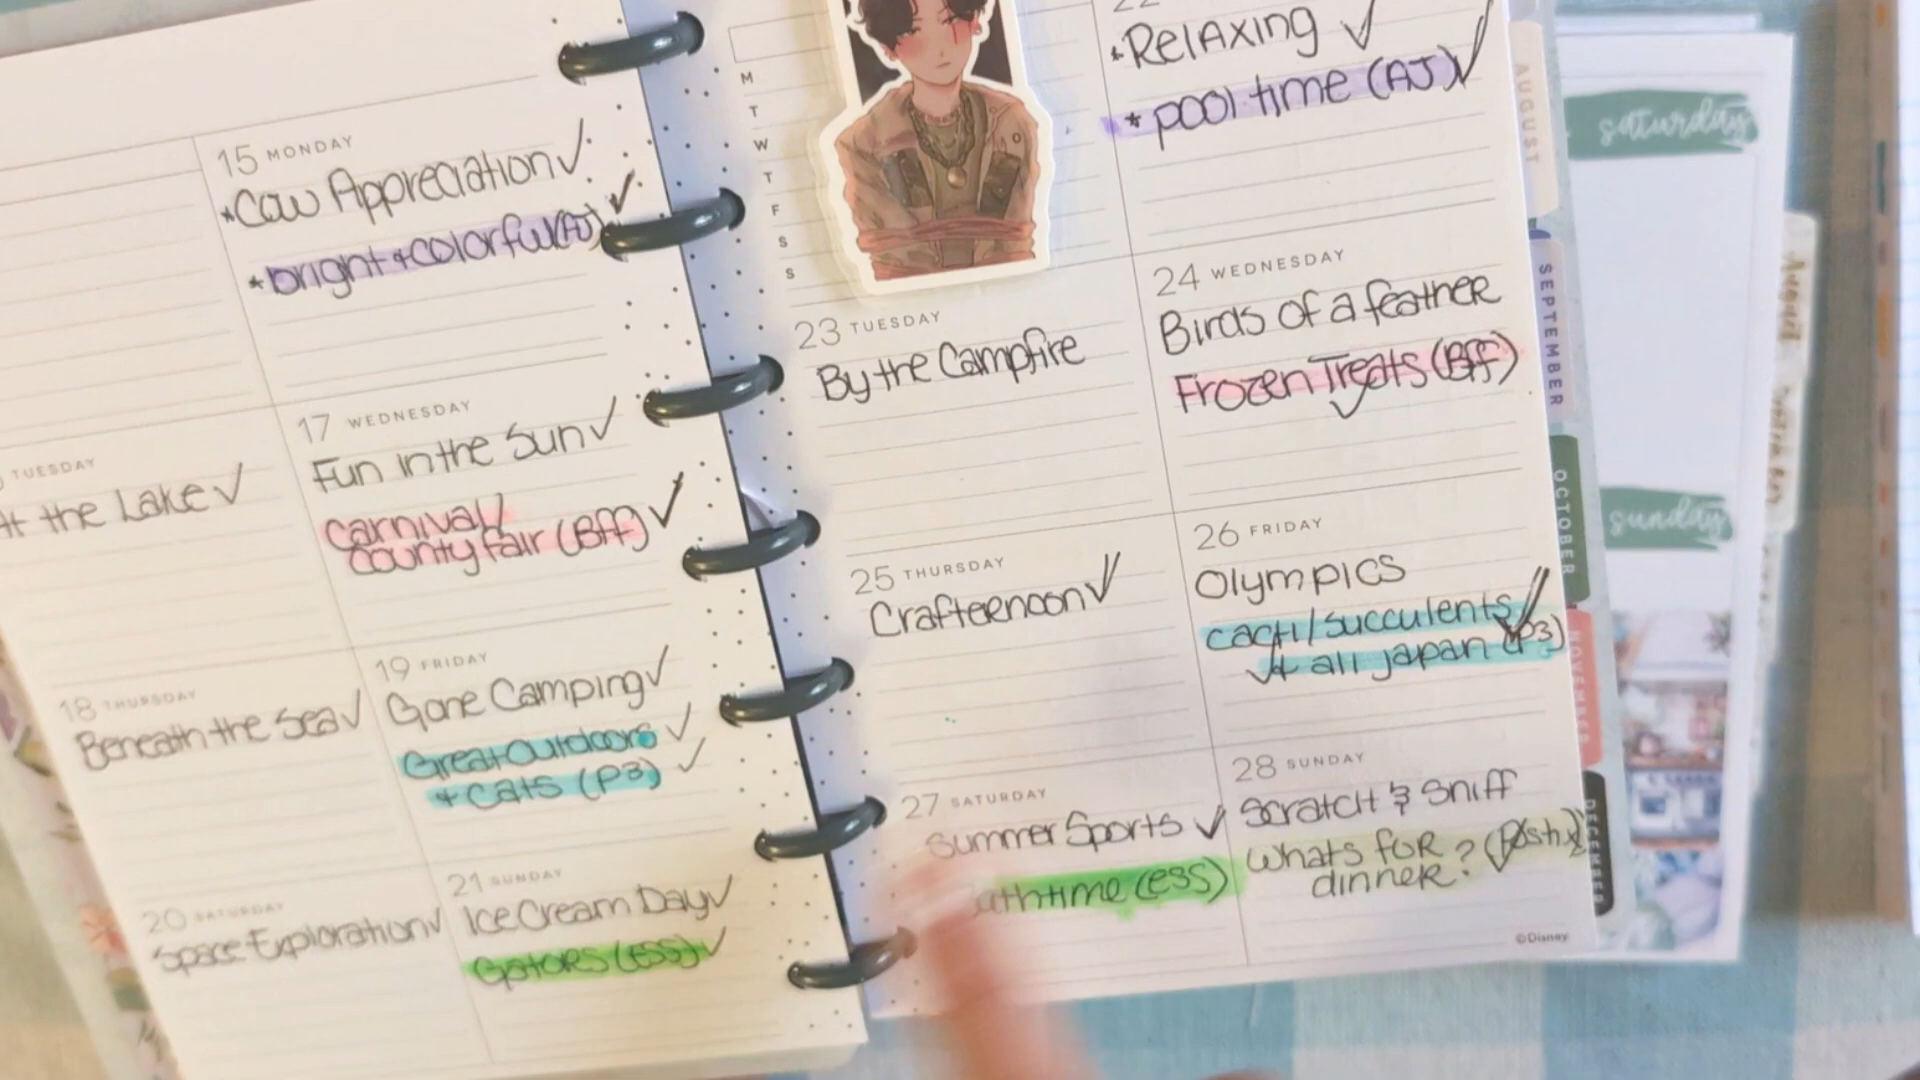 15 MONDAY
*Cow Appreciation✓
*bright+colorful(AJ)✓
TUESDAY
At the Lake✓
17 WEDNESDAY
Fun in the Sun✓
carnival/
county fair (Bff)✓
18 THURSDAY
Beneath the Sea✓
19 FRIDAY
Gone Camping✓
Great Outdoors✓
+ Cats (P3)✓
20 SATURDAY
Space Exploration✓
21 SUNDAY
Ice Cream Day✓
Gators (ESS)✓
M
T
W
T
F
S
S
22
*Relaxing ✓
*pool time (AJ)✓
23 TUESDAY
By the Campfire
24 WEDNESDAY
Birds of a feather
Frozen Treats (Bff)
✓
25 THURSDAY
Crafternoon✓
26 FRIDAY
Olympics
cacti/succulents✓
✓+ all japan (P3)
27 SATURDAY
Summer Sports ✓
(ESS)
28 SUNDAY
Scratch & Sniff
Whats for
dinner?
©Disney
AUGUST
SEPTEMBER
OCTOBER
NOVEMBER
DECEMBER
saturday
sunday
August